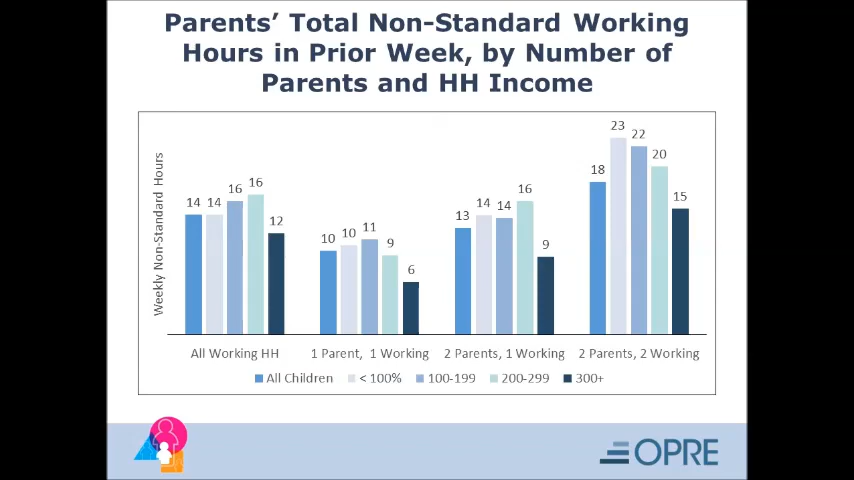 Parents’ Total Non-Standard Working
Hours in Prior Week, by Number of
Parents and HH Income
Weekly Non-Standard Hours
14 14 16 16 12
10 10 11 9 6
13 14 14 16 9
18 23 22 20 15
All Working HH 1 Parent, 1 Working 2 Parents, 1 Working 2 Parents, 2 Working
All Children < 100% 100-199 200-299 300+
OPRE